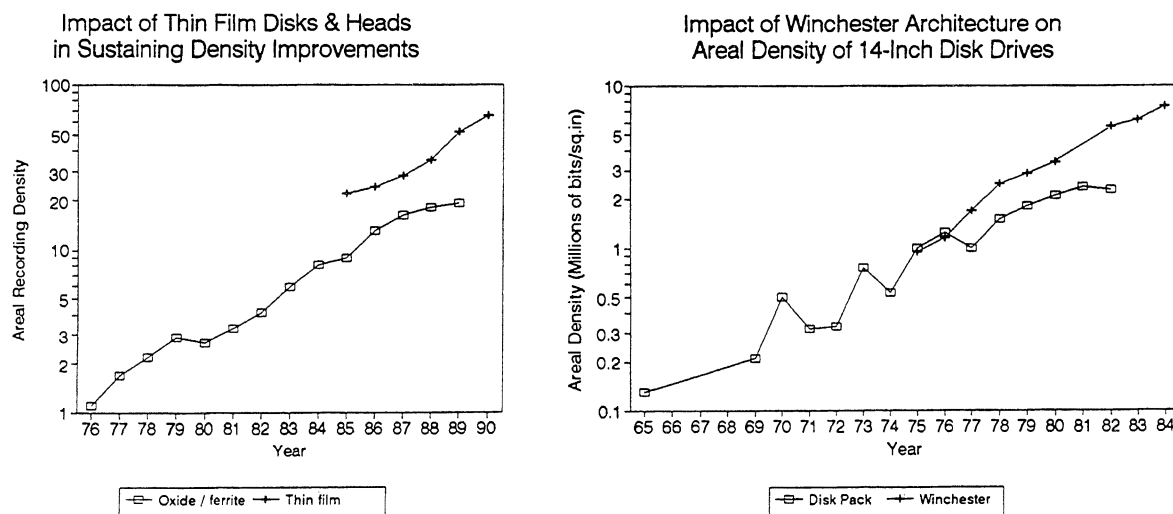 Impact of Thin Film Disks & Heads
in Sustaining Density Improvements
Areal Recording Density
100
50
30
20
10
5
3
2
1
76 77 78 79 80 81 82 83 84 85 86 87 88 89 90
Year
Oxide / ferrite Thin film
Impact of Winchester Architecture on
Areal Density of 14-Inch Disk Drives
Areal Density (Millions of bits/sq.in)
10
5
3
2
1
0.5
0.3
0.2
0.1
65 66 67 68 69 70 71 72 73 74 75 76 77 78 79 80 81 82 83 84
Year
Disk Pack Winchester